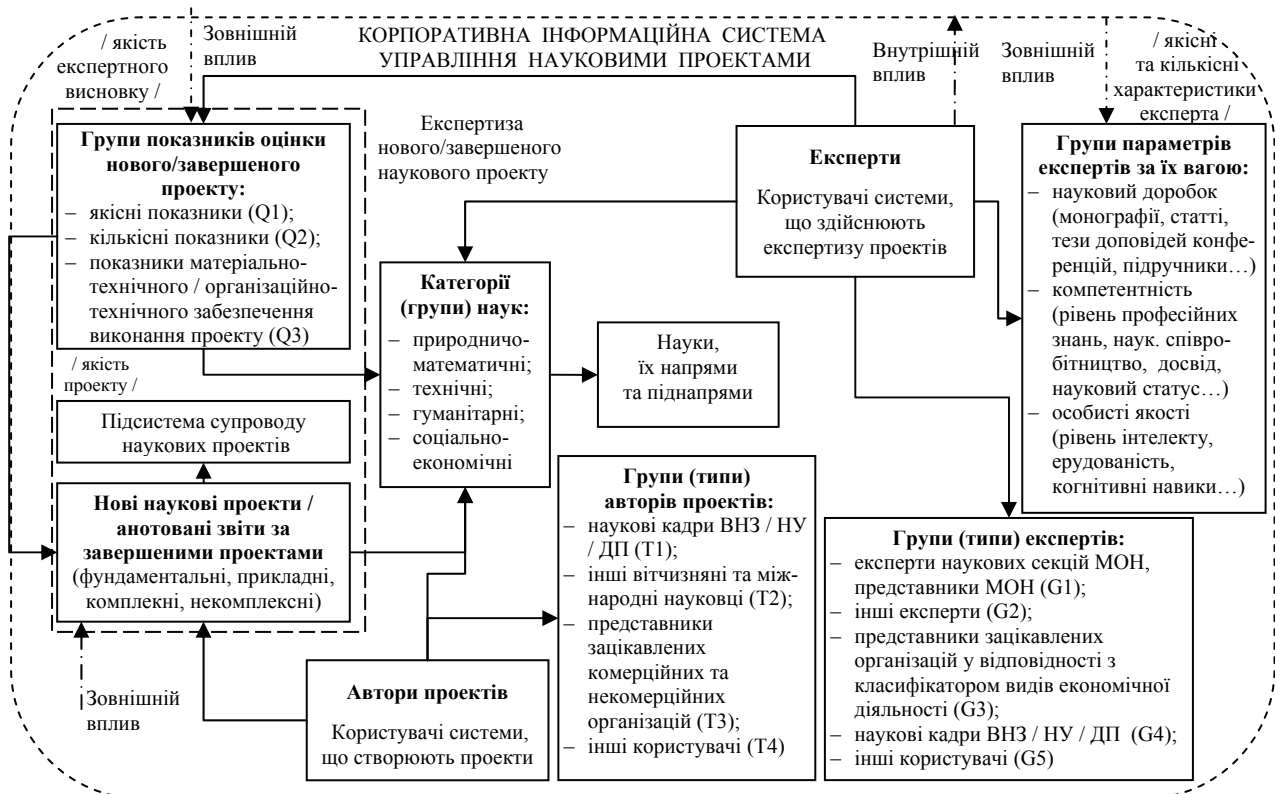 / якість
експертного
висновку /
Зовнішній
вплив
КОРПОРАТИВНА ІНФОРМАЦІЙНА СИСТЕМА
УПРАВЛІННЯ НАУКОВИМИ ПРОЕКТАМИ
Внутрішній
вплив
Зовнішній
вплив
/ якісні
та кількісні
характеристики
експерта /
Групи показників оцінки
нового/завершеного
проекту:
– якісні показники (Q1);
– кількісні показники (Q2);
– показники матеріально-
технічного / організаційно-
технічного забезпечення
виконання проекту (Q3)
Експертиза
нового/завершеного
наукового проекту
Експерти
Користувачі системи,
що здійснюють
експертизу проектів
Групи параметрів
експертів за їх вагою:
– науковий доробок
(монографії, статті,
тези доповідей конфе-
ренцій, підручники…)
– компетентність
(рівень професійних
знань, наук. співро-
бітництво, досвід,
науковий статус…)
– особисті якості
(рівень інтелекту,
ерудованість,
когнітивні навики…)
Категорії
(групи) наук:
– природничо-
математичні;
– технічні;
– гуманітарні;
– соціально-
економічні
Науки,
їх напрями
та піднапрями
/ якість
проекту /
Підсистема супроводу
наукових проектів
Нові наукові проекти /
анотовані звіти за
завершеними проектами
(фундаментальні, прикладні,
комплекні, некомплексні)
Зовнішній
вплив
Автори проектів
Користувачі системи,
що створюють проекти
Групи (типи)
авторів проектів:
– наукові кадри ВНЗ / НУ
/ ДП (Т1);
– інші вітчизняні та між-
народні науковці (Т2);
– представники
зацікавлених
комерційних та
некомерційних
організацій (Т3);
– інші користувачі (Т4)
Групи (типи) експертів:
– експерти наукових секцій МОН,
представники МОН (G1);
– інші експерти (G2);
– представники зацікавлених
організацій у відповідності з
класифікатором видів економічної
діяльності (G3);
– наукові кадри ВНЗ / НУ / ДП (G4);
– інші користувачі (G5)